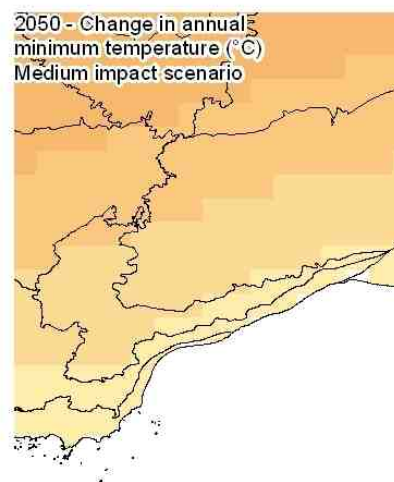 2050 - Change in annual
minimum temperature (°C)
Medium impact scenario